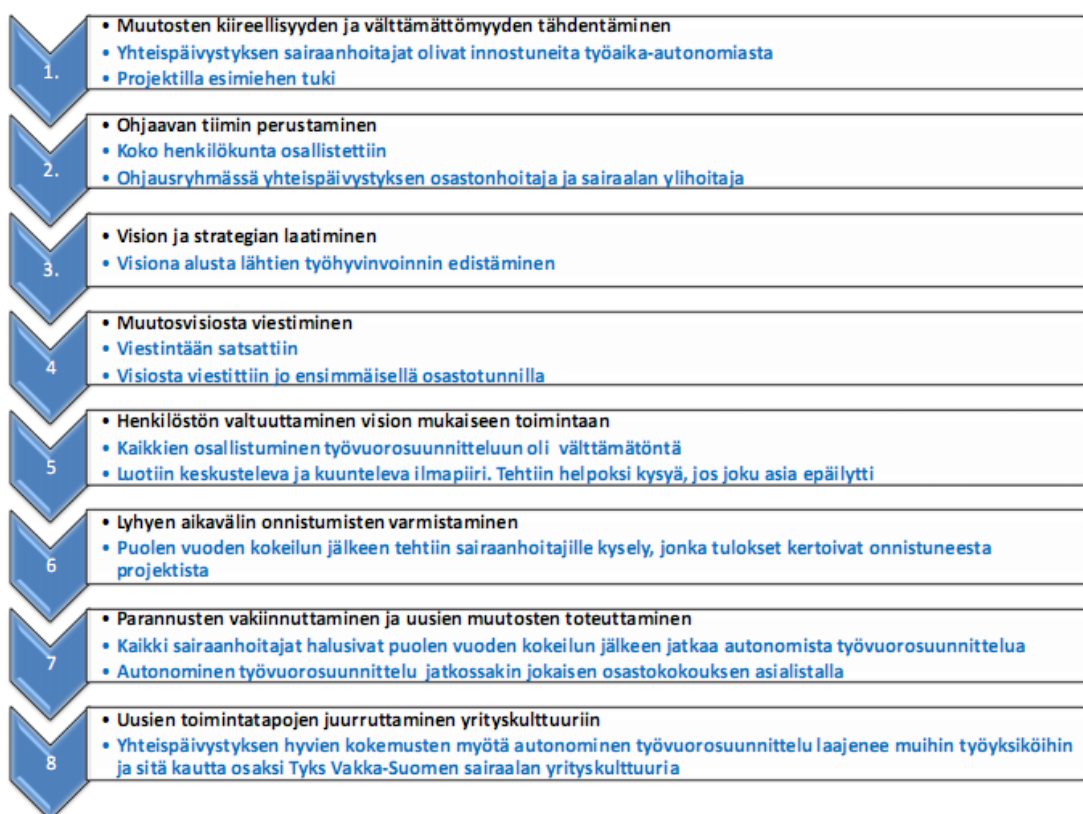 1.
• Muutosten kiireellisyyden ja välttämättömyyden tähdentäminen
• Yhteispäivystyksen sairaanhoitajat olivat innostuneita työaika-autonomiasta
• Projektilla esimiehen tuki
2.
• Ohjaavan tiimin perustaminen
• Koko henkilökunta osallistettiin
• Ohjausryhmässä yhteispäivystyksen osastonhoitaja ja sairaalan ylihoitaja
3.
• Vision ja strategian laatiminen
• Visiona alusta lähtien työhyvinvoinnin edistäminen
4
• Muutosvisiosta viestiminen
• Viestintään satsattiin
• Visiosta viestittiin jo ensimmäisellä osastotunnilla
5
• Henkilöstön valtuuttaminen vision mukaiseen toimintaan
• Kaikkien osallistuminen työvuorosuunnitteluun oli välttämätöntä
• Luotiin keskusteleva ja kuunteleva ilmapiiri. Tehtiin helpoksi kysyä, jos joku asia epäilytti
6
• Lyhyen aikavälin onnistumisten varmistaminen
• Puolen vuoden kokeilun jälkeen tehtiin sairaanhoitajille kysely, jonka tulokset kertoivat onnistuneesta
projektista
7
• Parannusten vakiinnuttaminen ja uusien muutosten toteuttaminen
• Kaikki sairaanhoitajat halusivat puolen vuoden kokeilun jälkeen jatkaa autonomista työvuorosuunnittelua
• Autonominen työvuorosuunnittelu jatkossakin jokaisen osastokokouksen asialistalla
8
• Uusien toimintatapojen juurruttaminen yrityskulttuuriin
• Yhteispäivystyksen hyvien kokemusten myötä autonominen työvuorosuunnittelu laajenee muihin työyksiköihin
ja sitä kautta osaksi Tyks Vakka-Suomen sairaalan yrityskulttuuria